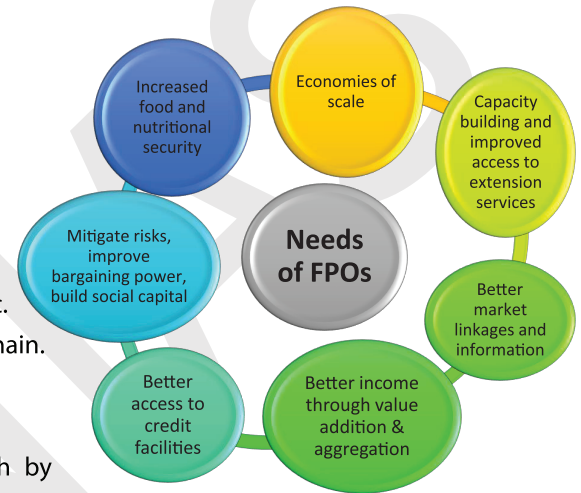 Economies of
scale
Capacity
building and
improved
access to
extension
services
Better
market
linkages and
information
Better income
through value
addition &
aggregation
Better
access to
credit
facilities
Mitigate risks,
improve
bargaining power,
build social capital
Increased
food and
nutritional
security
Needs
of FPOs